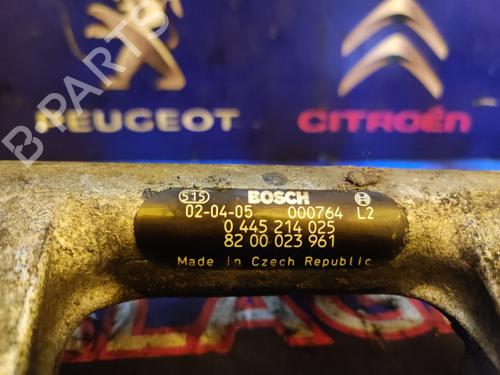 PEUGEOT
CITROËN
B-PARTS
515 BOSCH
02-04-05 000764 L2
0 445 214 025
82 00 023 961
Made in Czech Republic